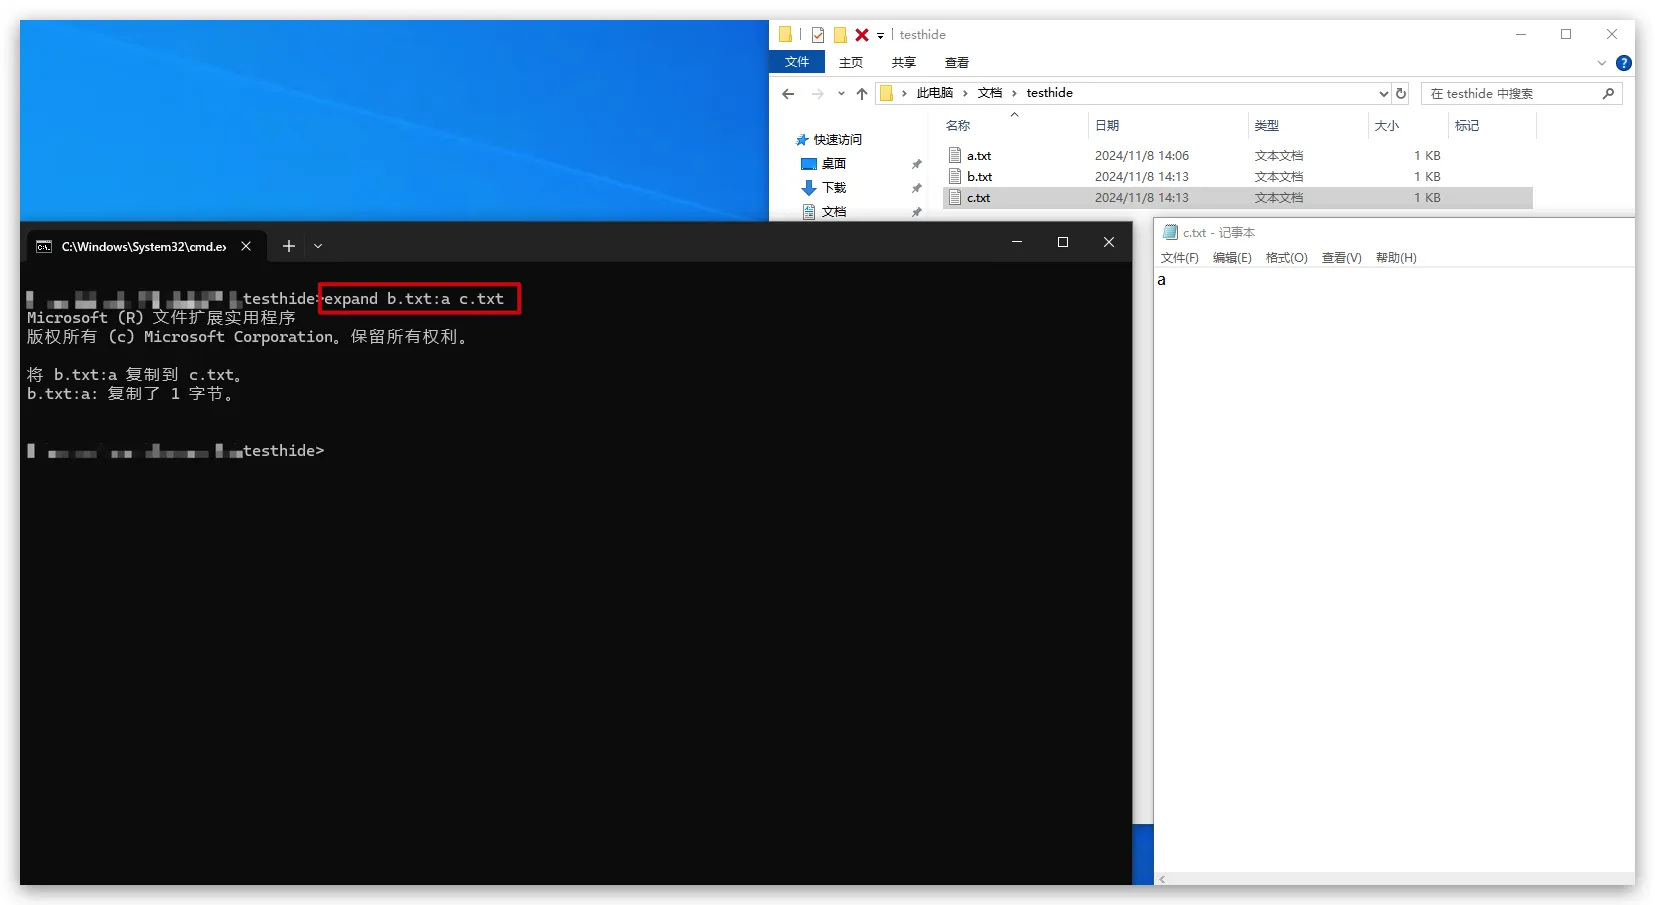 testhide
文件 主页 共享 查看
此电脑 文档 testhide
在 testhide 中搜索
名称 日期 类型 大小 标记
快速访问
桌面
下载
文档
a.txt 2024/11/8 14:06 文本文档 1 KB
b.txt 2024/11/8 14:13 文本文档 1 KB
c.txt 2024/11/8 14:13 文本文档 1 KB
C:\Windows\System32\cmd.ex
testhide>expand b.txt:a c.txt
Microsoft (R) 文件扩展实用程序
版权所有 (c) Microsoft Corporation。保留所有权利。
将 b.txt:a 复制到 c.txt。
b.txt:a: 复制了 1 字节。
testhide>
c.txt - 记事本
文件(F) 编辑(E) 格式(O) 查看(V) 帮助(H)
a